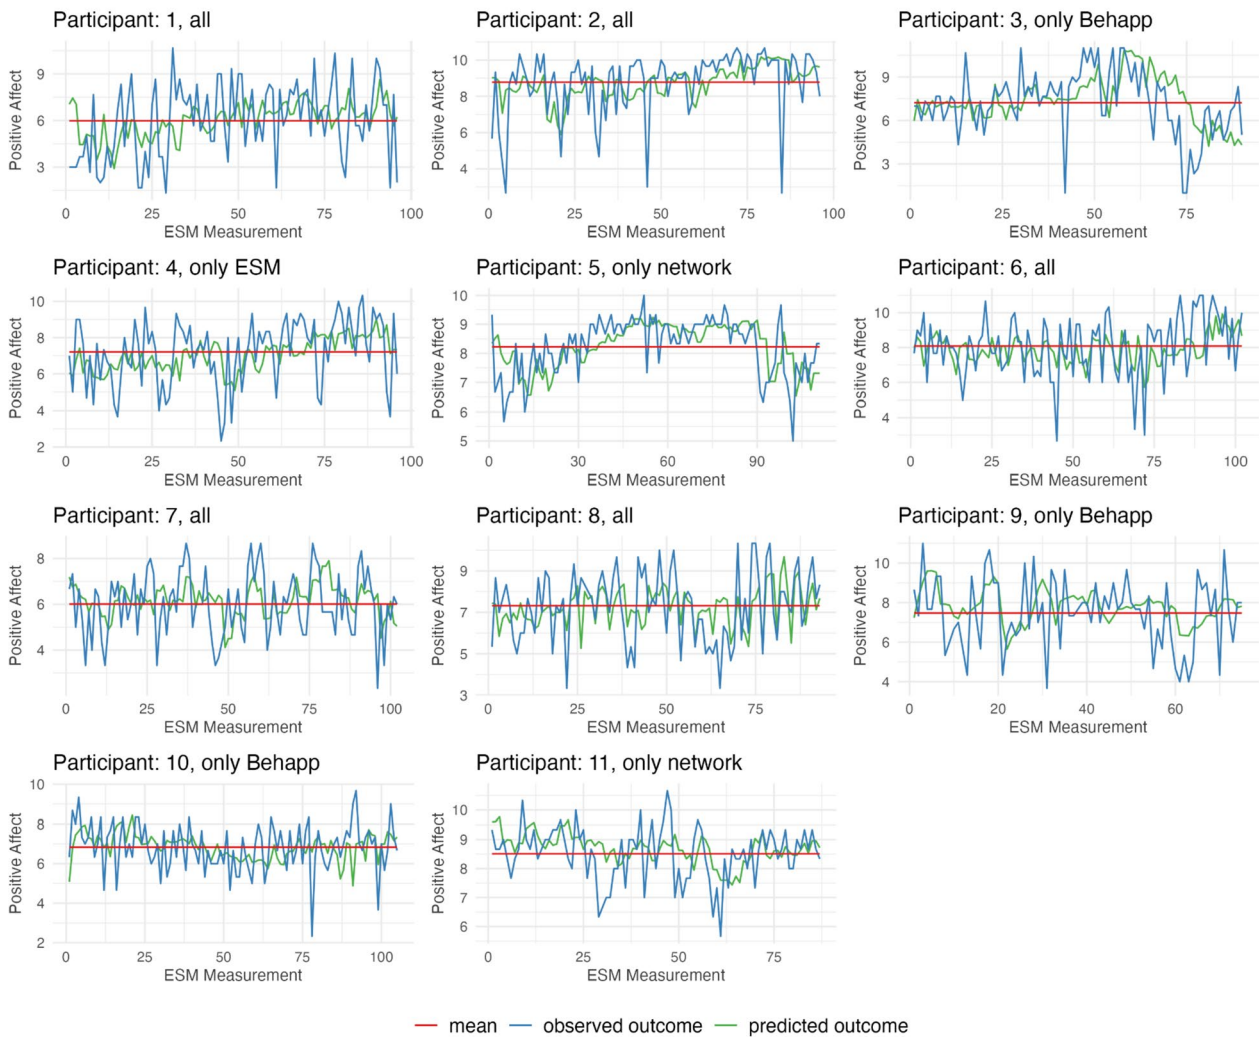 Participant: 1, all
Positive Affect
9
6
3
0 25 50 75 100
ESM Measurement
Participant: 2, all
Positive Affect
10
8
6
4
0 25 50 75 100
ESM Measurement
Participant: 3, only Behapp
Positive Affect
9
6
3
0 25 50 75
ESM Measurement
Participant: 4, only ESM
Positive Affect
10
8
6
4
2
0 25 50 75 100
ESM Measurement
Participant: 5, only network
Positive Affect
10
9
8
7
6
5
0 30 60 90
ESM Measurement
Participant: 6, all
Positive Affect
10
8
6
4
0 25 50 75 100
ESM Measurement
Participant: 7, all
Positive Affect
8
6
4
0 25 50 75 100
ESM Measurement
Participant: 8, all
Positive Affect
9
7
5
3
0 25 50 75
ESM Measurement
Participant: 9, only Behapp
Positive Affect
10
8
6
4
0 20 40 60
ESM Measurement
Participant: 10, only Behapp
Positive Affect
10
8
6
4
2
0 25 50 75 100
ESM Measurement
Participant: 11, only network
Positive Affect
10
9
8
7
6
0 25 50 75
ESM Measurement
mean observed outcome predicted outcome